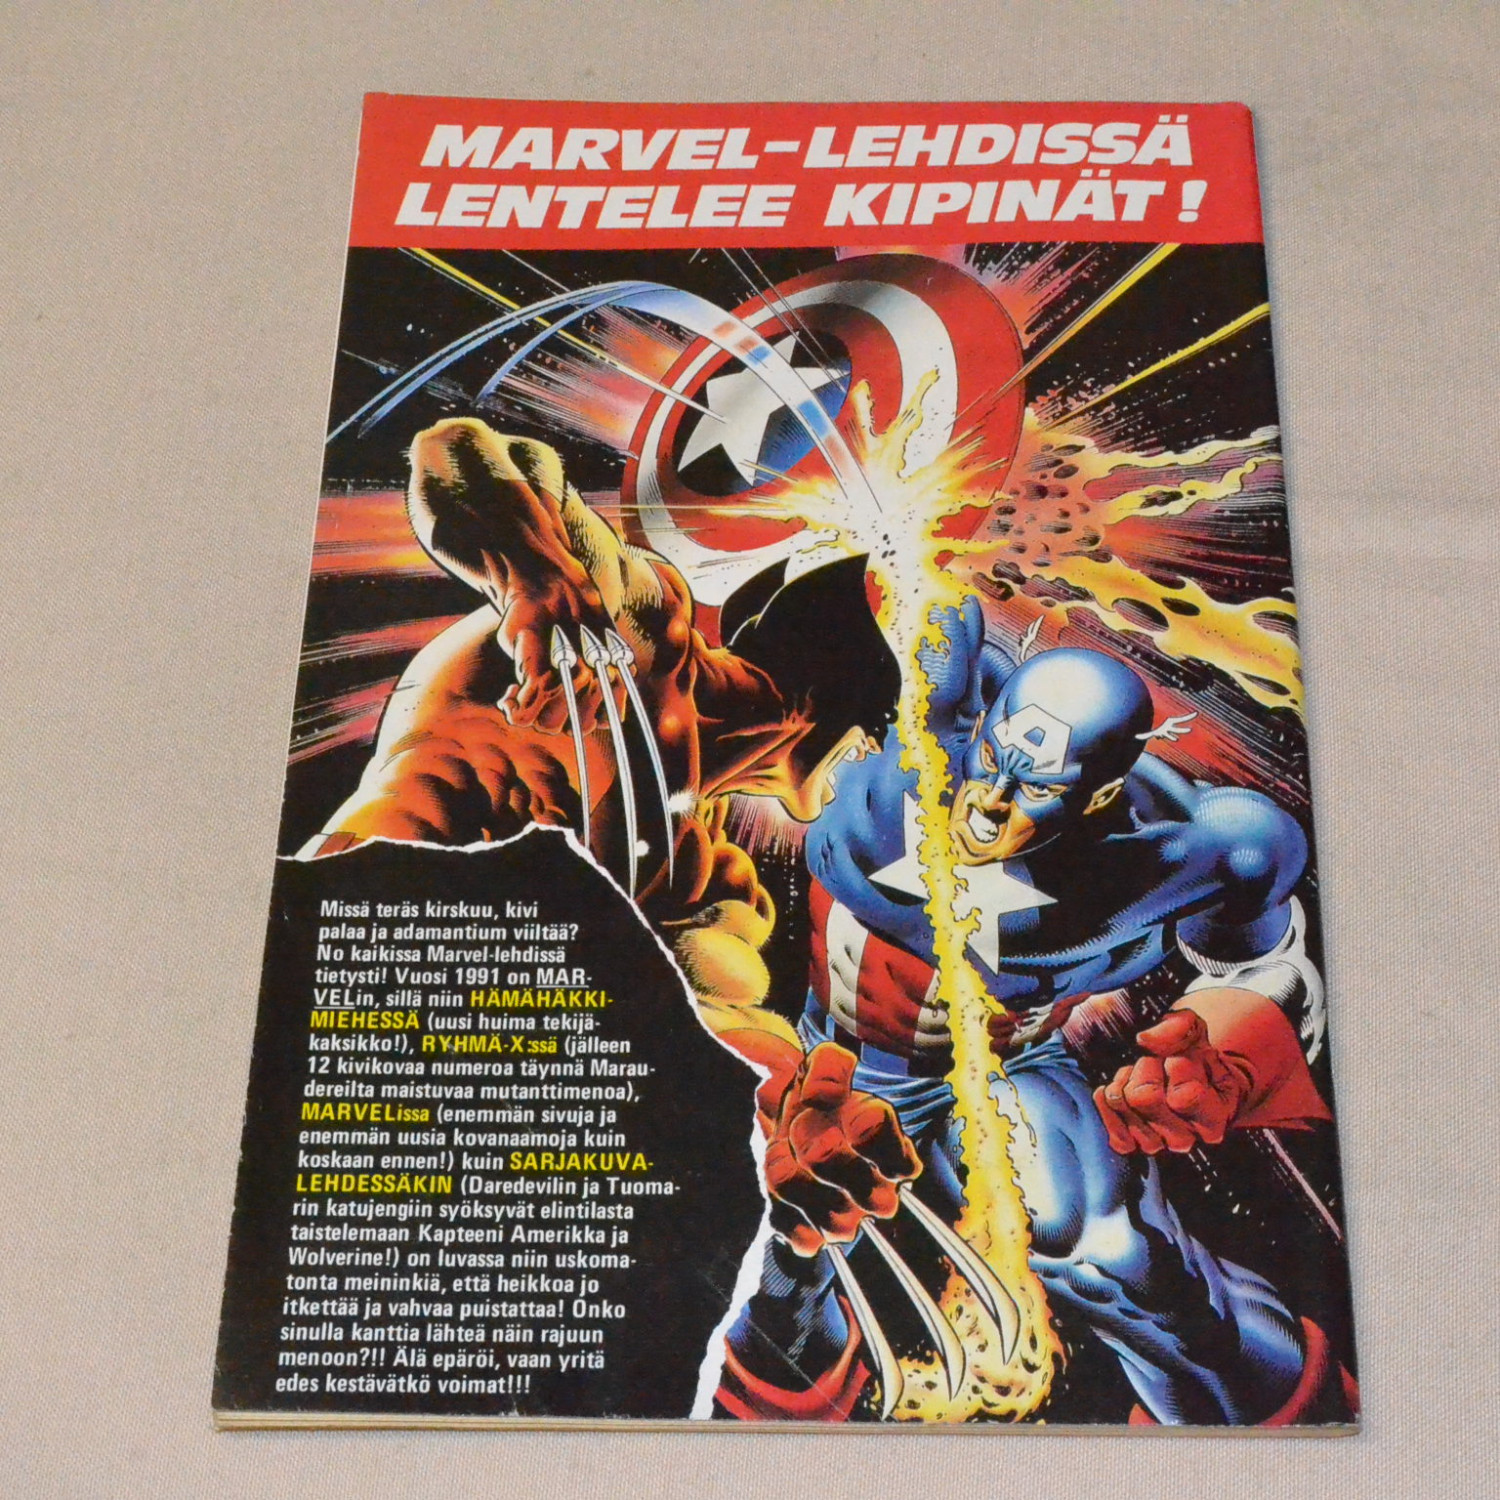 MARVEL-LEHDISSÄ
LENTELEE KIPINÄT!
A
Missä teräs kirskuu, kivi
palaa ja adamantium viiltää?
No kaikissa Marvel-lehdissä
tietysti! Vuosi 1991 on MAR-
VELin, sillä niin HÄMÄHÄKKI-
MIEHESSÄ (uusi huima tekijä-
kaksikko!), RYHMÄ-X:ssä (jälleen
12 kivikovaa numeroa täynnä Marau-
dereilta maistuvaa mutanttimenoa),
MARVELissa (enemmän sivuja ja
enemmän uusia kovanaamoja kuin
koskaan ennen!) kuin SARJAKUVA-
LEHDESSÄKIN (Daredevilin ja Tuoma-
rin katujengiin syöksyvät elintilasta
taistelemaan Kapteeni Amerikka ja
Wolverine!) on luvassa niin uskoma-
tonta meininkiä, että heikkoa jo
itkettää ja vahvaa puistattaa! Onko
sinulla kanttia lähteä näin rajuun
menoon?!! Älä epäröi, vaan yritä
edes kestävätkö voimat!!!